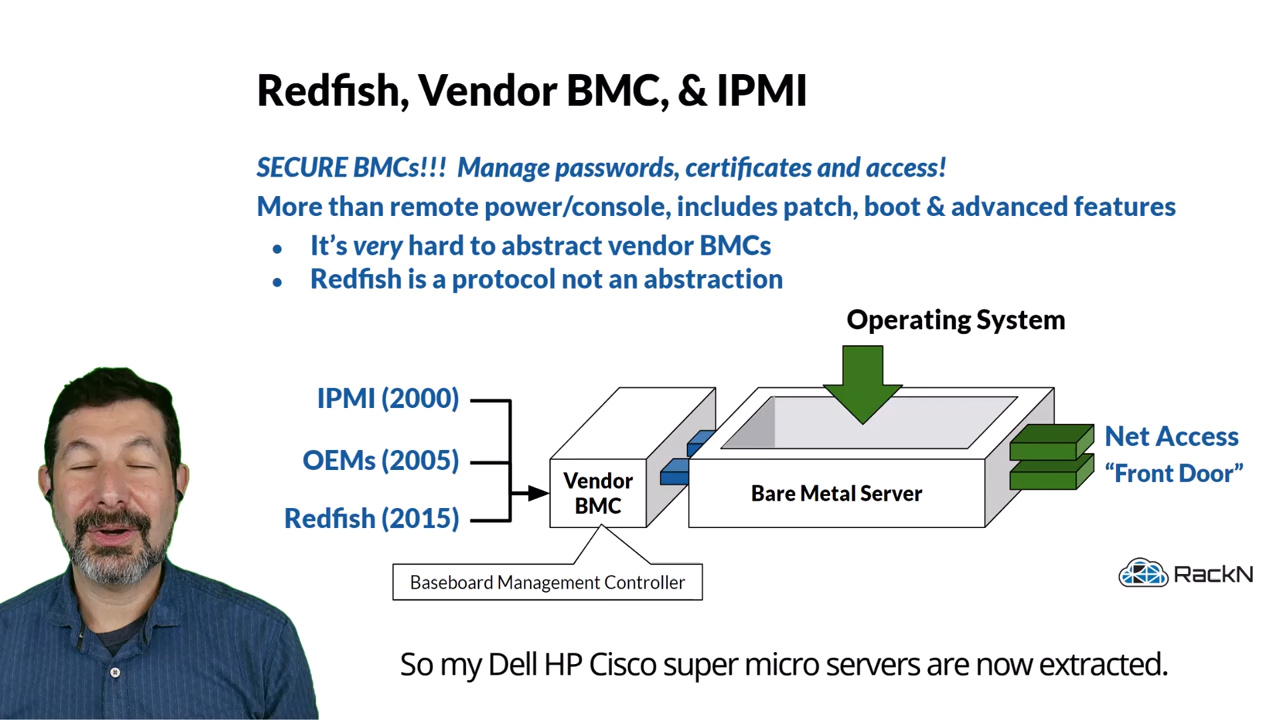 Redfish, Vendor BMC, & IPMI
SECURE BMCs!!! Manage passwords, certificates and access!
More than remote power/console, includes patch, boot & advanced features
● It's very hard to abstract vendor BMCs
● Redfish is a protocol not an abstraction
Operating System
IPMI (2000)
OEMs (2005)
Redfish (2015)
Vendor
BMC
Bare Metal Server
Net Access
“Front Door”
Baseboard Management Controller
RackN
So my Dell HP Cisco super micro servers are now extracted.